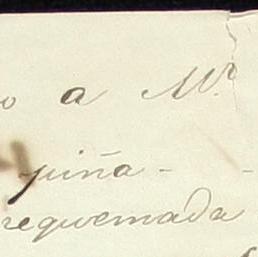 o a Mr.
piña -  -
requemada